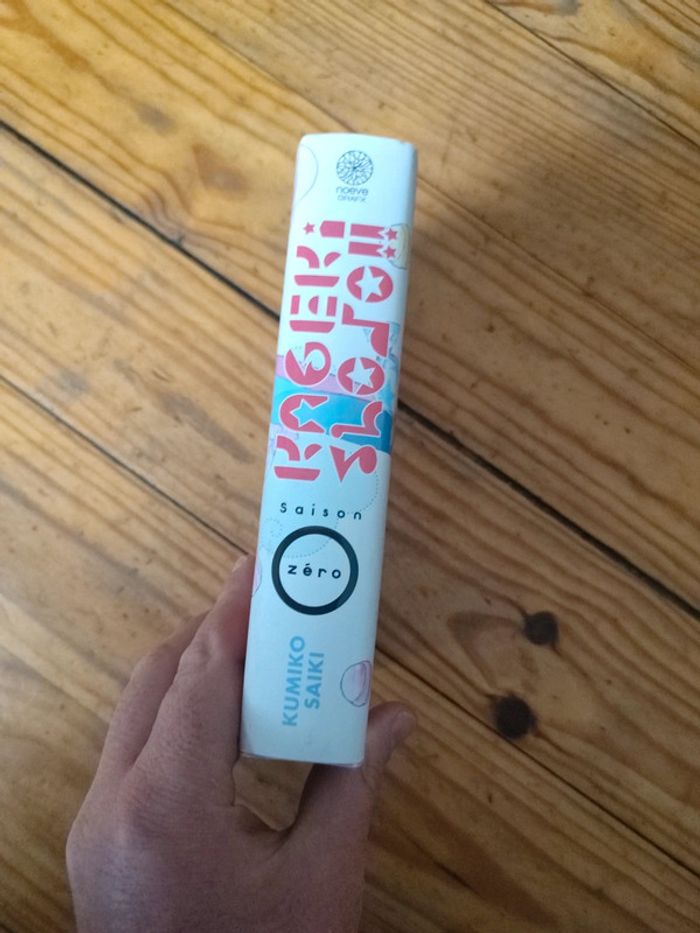 noeve
GRAFX
KAGEKI
SHOJO!!
Saison
zéro
KUMIKO
SAIKI